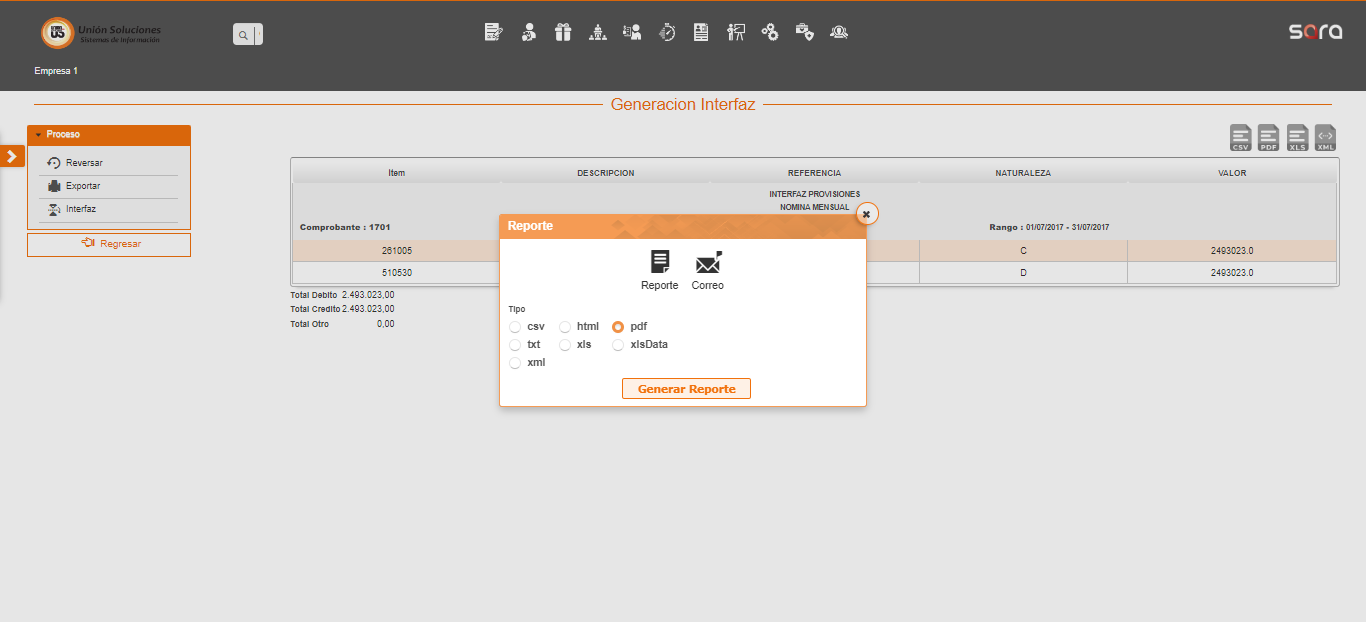 Unión Soluciones
Sistemas de Información
sora
Empresa 1
Generacion Interfaz
Proceso
Reversar
Exportar
Interfaz
Regresar
CSV PDF XLS XML
Item DESCRIPCION REFERENCIA NATURALEZA VALOR
INTERFAZ PROVISIONES
NOMINA MENSUAL
Comprobante : 1701 Rango : 01/07/2017 - 31/07/2017
261005 C 2493023.0
510530 D 2493023.0
Total Debito 2.493.023,00
Total Credito 2.493.023,00
Total Otro 0,00
Reporte
Reporte Correo
Tipo
csv html pdf
txt xls xlsData
xml
Generar Reporte